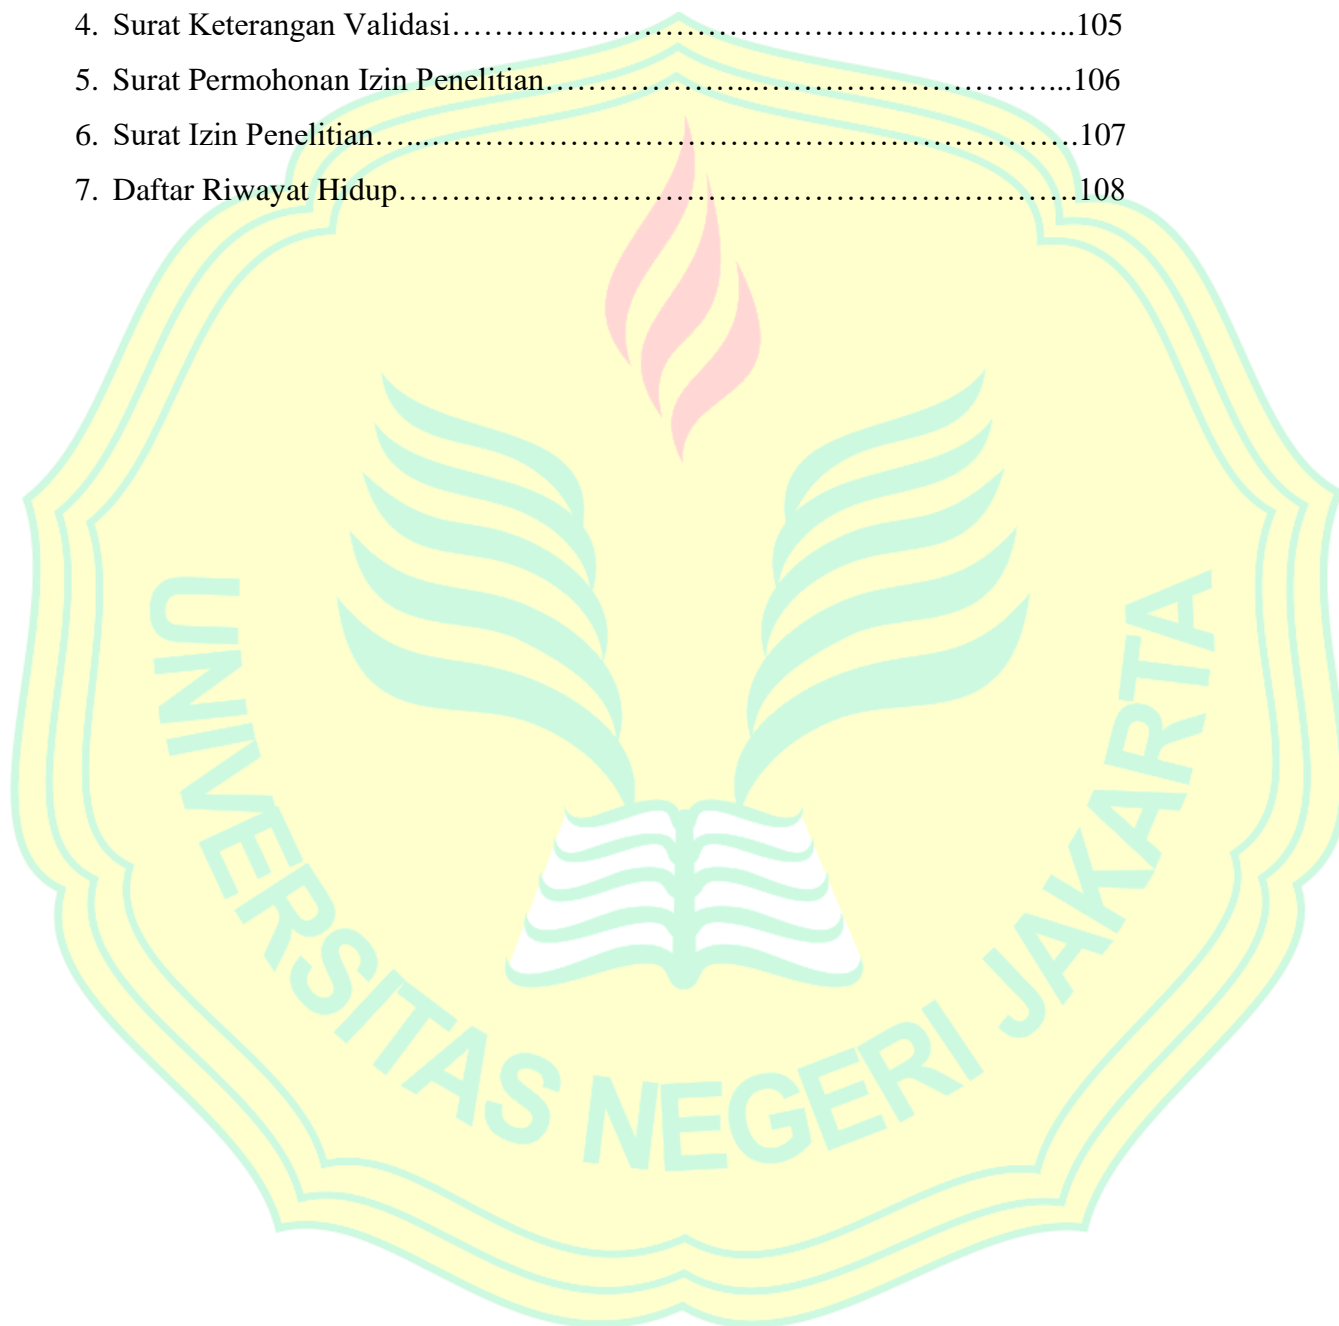 4. Surat Keterangan Validasi…………………………………………………………..105
5. Surat Permohonan Izin Penelitian………………...…………………………...106
6. Surat Izin Penelitian…...……………………………………………………………….107
7. Daftar Riwayat Hidup……………………………………………………………….108
UNIVERSITAS NEGERI JAKARTA